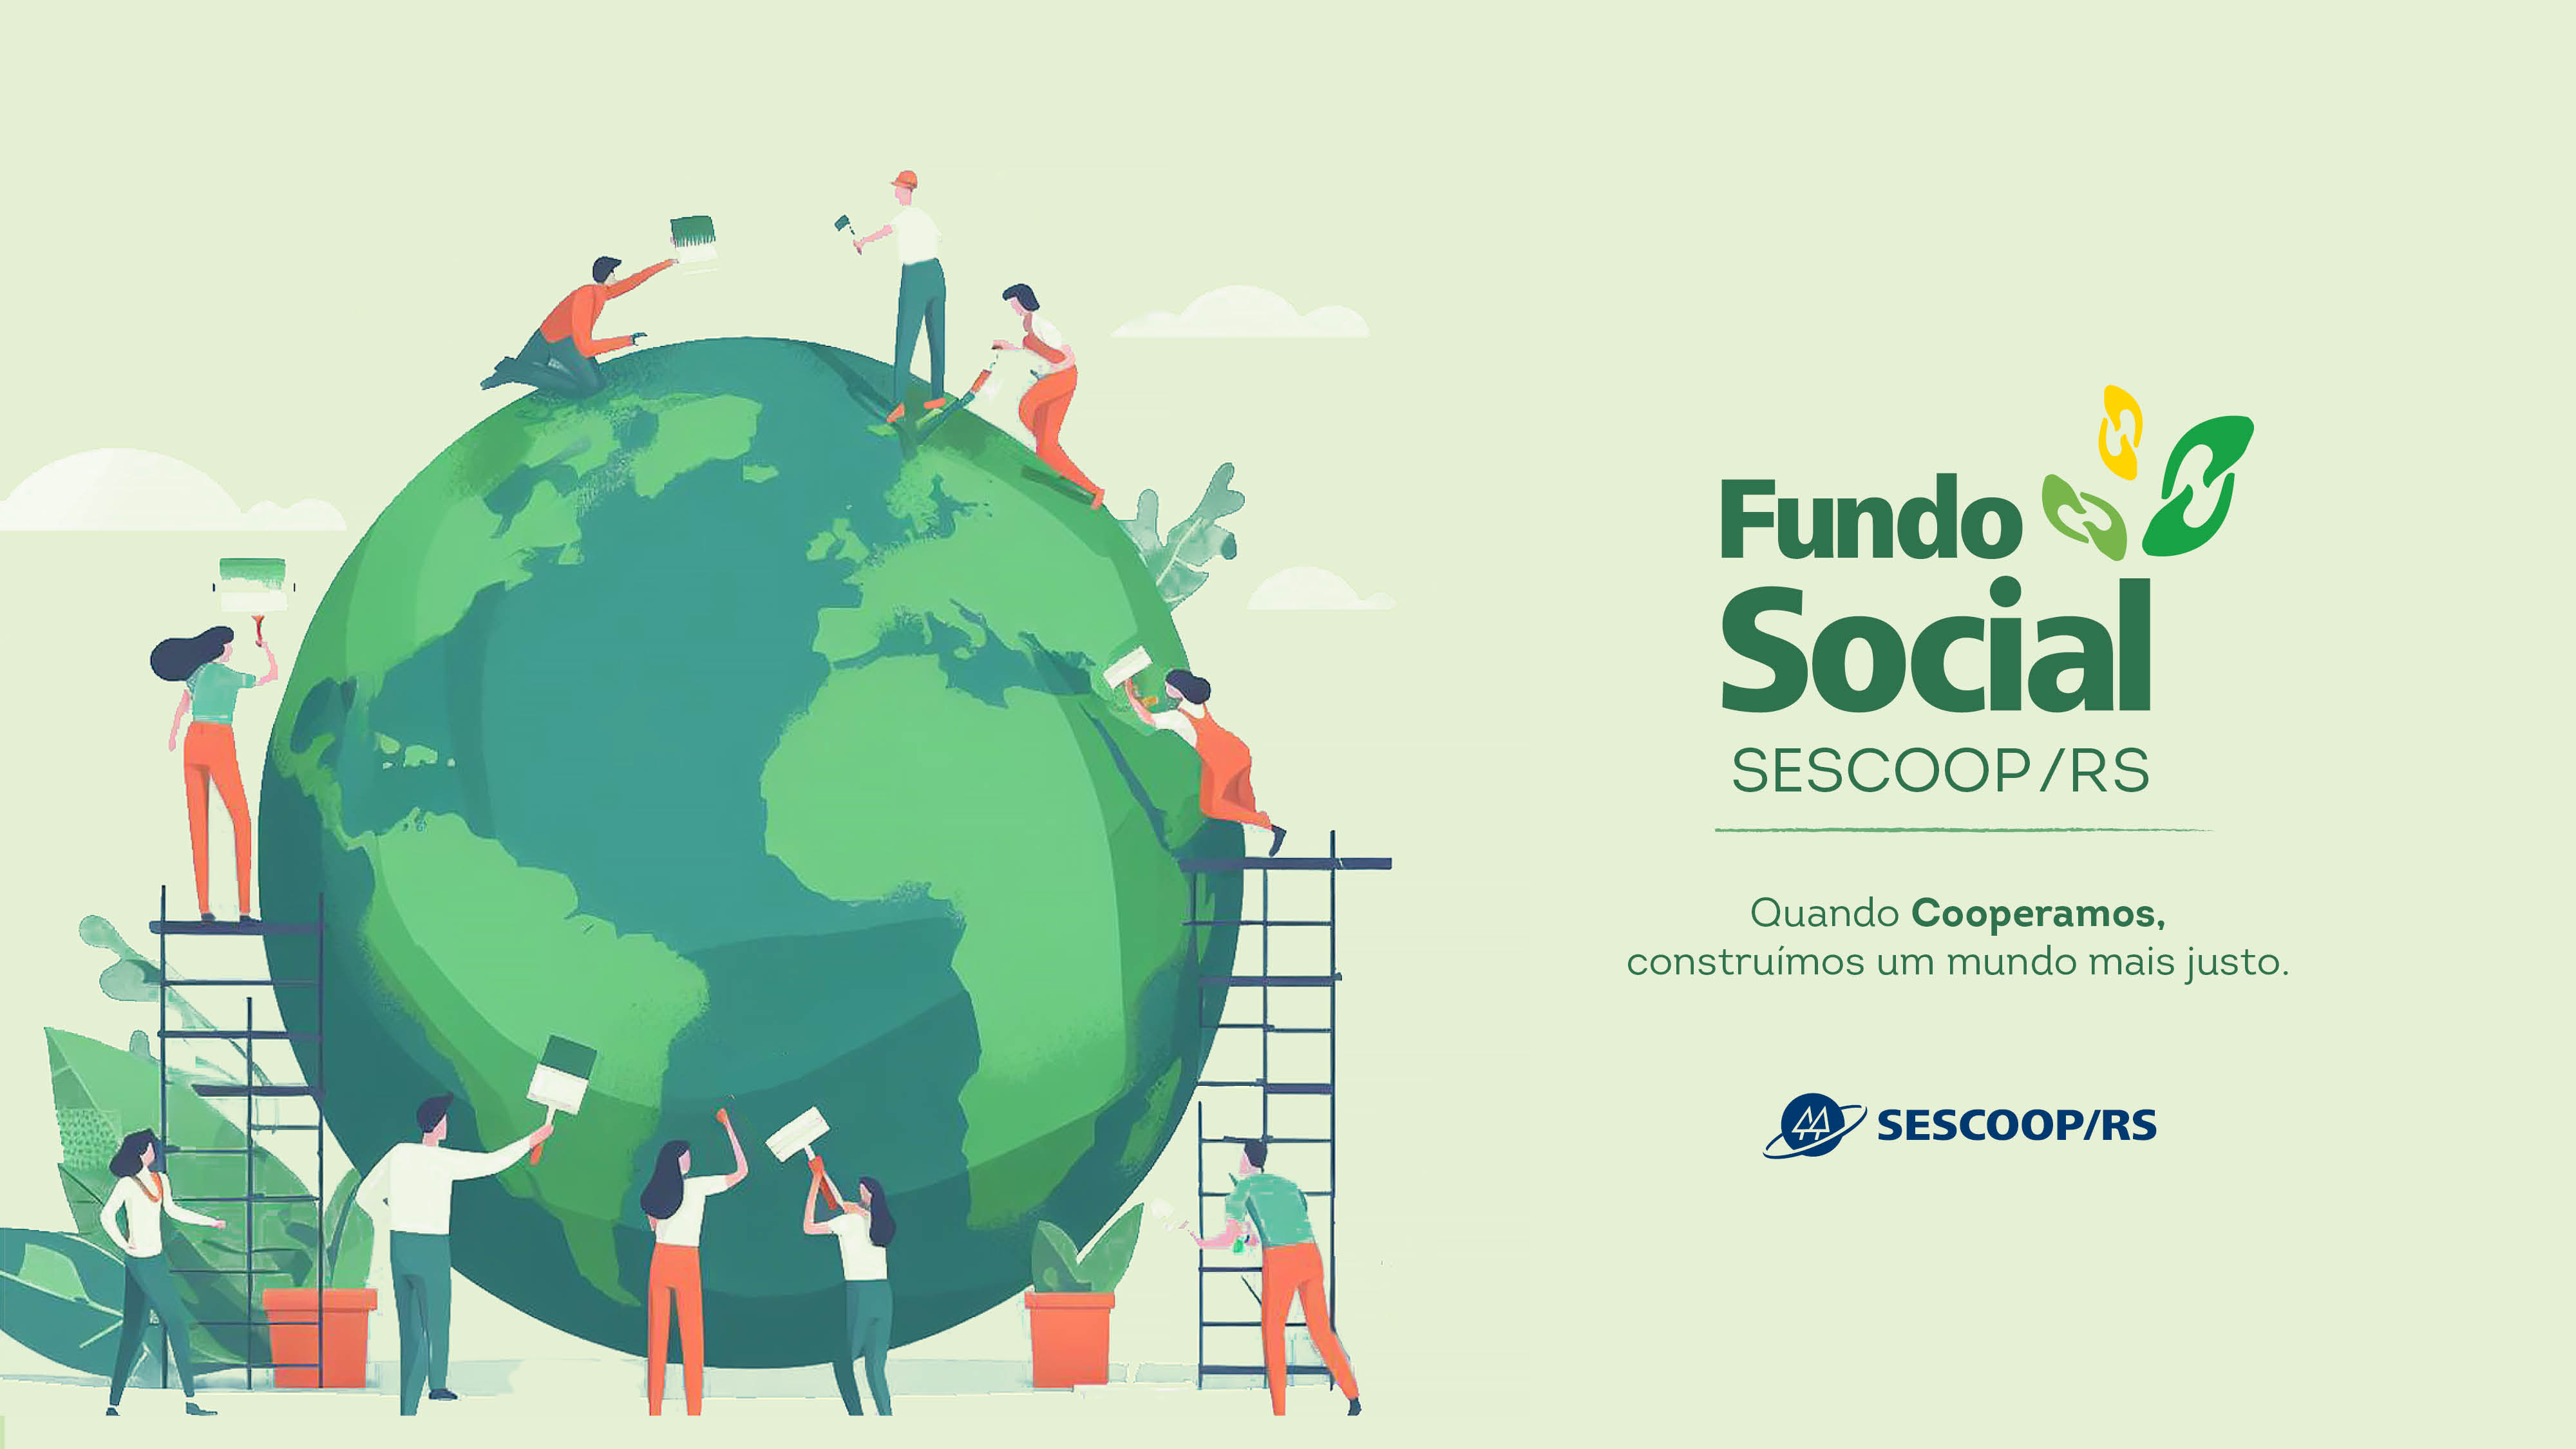 Fundo
Social
SESCOOP/RS
Quando Cooperamos,
construímos um mundo mais justo.
SESCOOP/RS